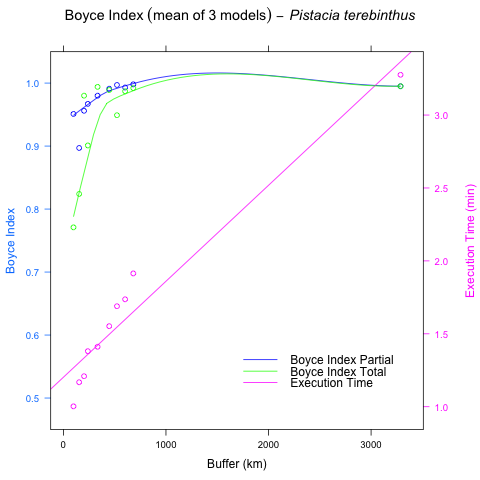 Boyce Index (mean of 3 models) – Pistacia terebinthus
1.0
0.9
0.8
0.7
0.6
0.5
Boyce Index
3.0
2.5
2.0
1.5
1.0
Execution Time (min)
Boyce Index Partial
Boyce Index Total
Execution Time
0 1000 2000 3000
Buffer (km)